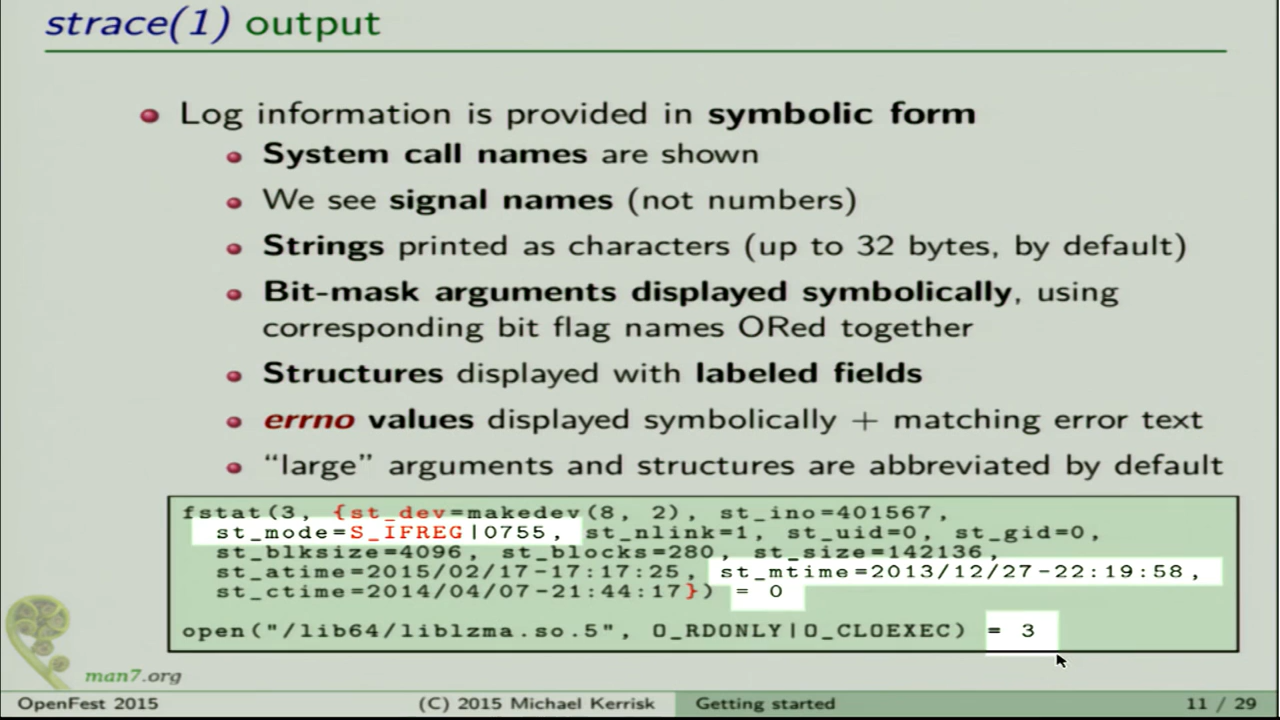 strace(1) output
Log information is provided in symbolic form
System call names are shown
We see signal names (not numbers)
Strings printed as characters (up to 32 bytes, by default)
Bit-mask arguments displayed symbolically, using
corresponding bit flag names ORed together
Structures displayed with labeled fields
errno values displayed symbolically + matching error text
“large” arguments and structures are abbreviated by default
fstat(3, {st_dev=makedev(8, 2), st_ino=401567,
st_mode=S_IFREG|0755, st_nlink=1, st_uid=0, st_gid=0,
st_blksize=4096, st_blocks=280, st_size=142136,
st_atime=2015/02/17-17:17:25, st_mtime=2013/12/27-22:19:58,
st_ctime=2014/04/07-21:44:17}) = 0
open("/lib64/liblzma.so.5", O_RDONLY|O_CLOEXEC) = 3
man7.org
OpenFest 2015 (C) 2015 Michael Kerrisk Getting started 11 / 29